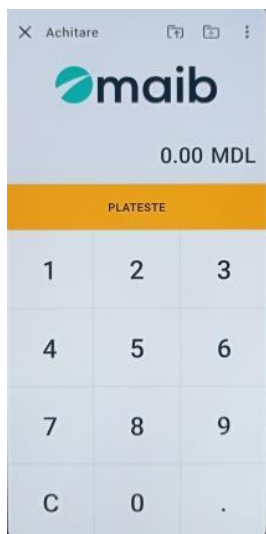 Achitare
maib
0.00 MDL
PLATESTE
1 2 3
4 5 6
7 8 9
C 0 .